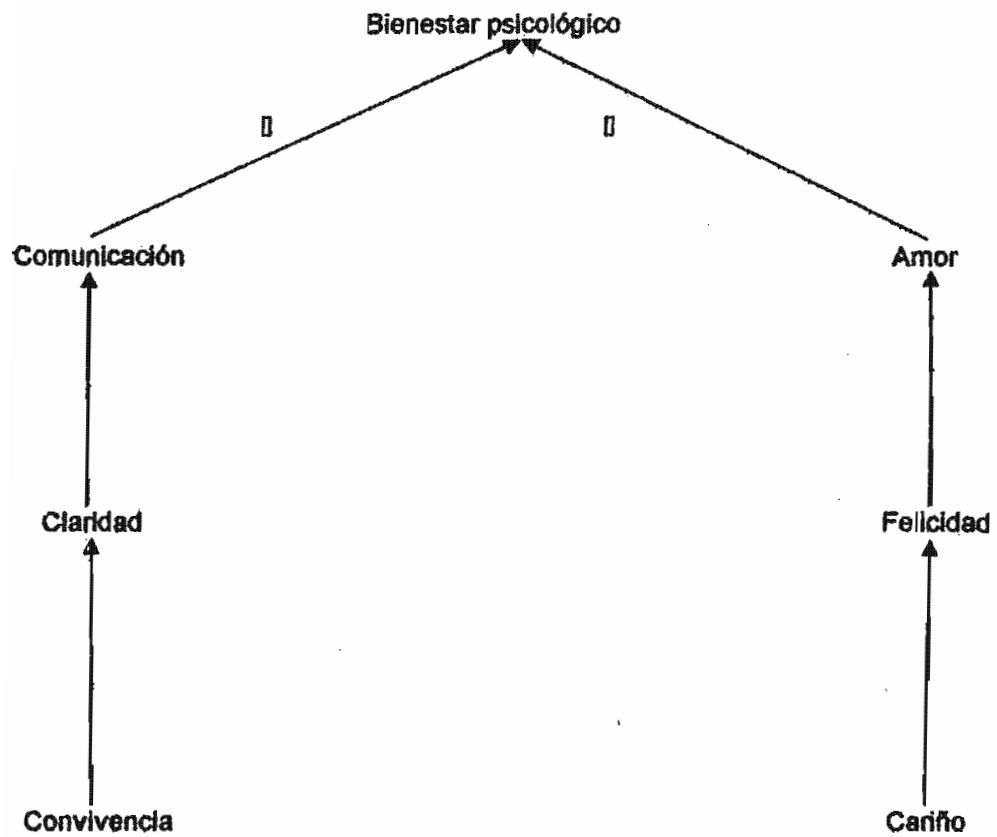 Bienestar psicológico
Comunicación
Amor
Claridad
Felicidad
Convivencia
Cariño